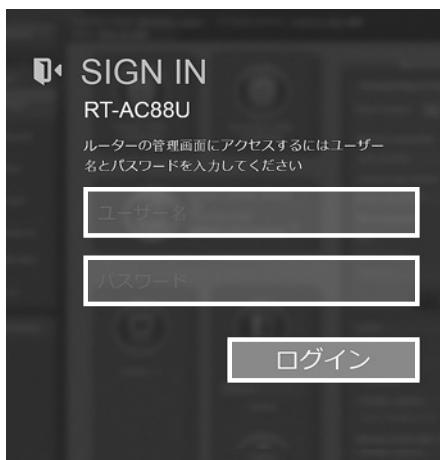 SIGN IN
RT-AC88U
ルーターの管理画面にアクセスするにはユーザー
名とパスワードを入力してください
ユーザー名
パスワード
ログイン